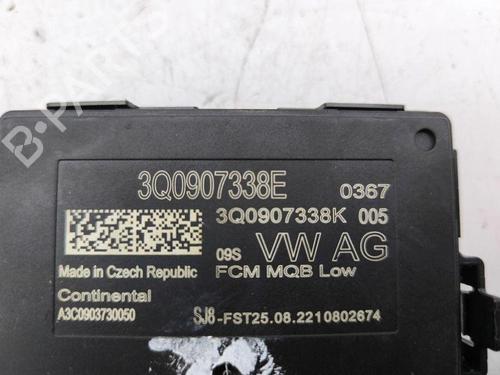 3Q0907338E 0367
3Q0907338K 005
09S VW AG
Made in Czech Republic FCM MQB Low
Continental
A3C0903730050 SJ8-FST25.08.2210802674
B-PARTS